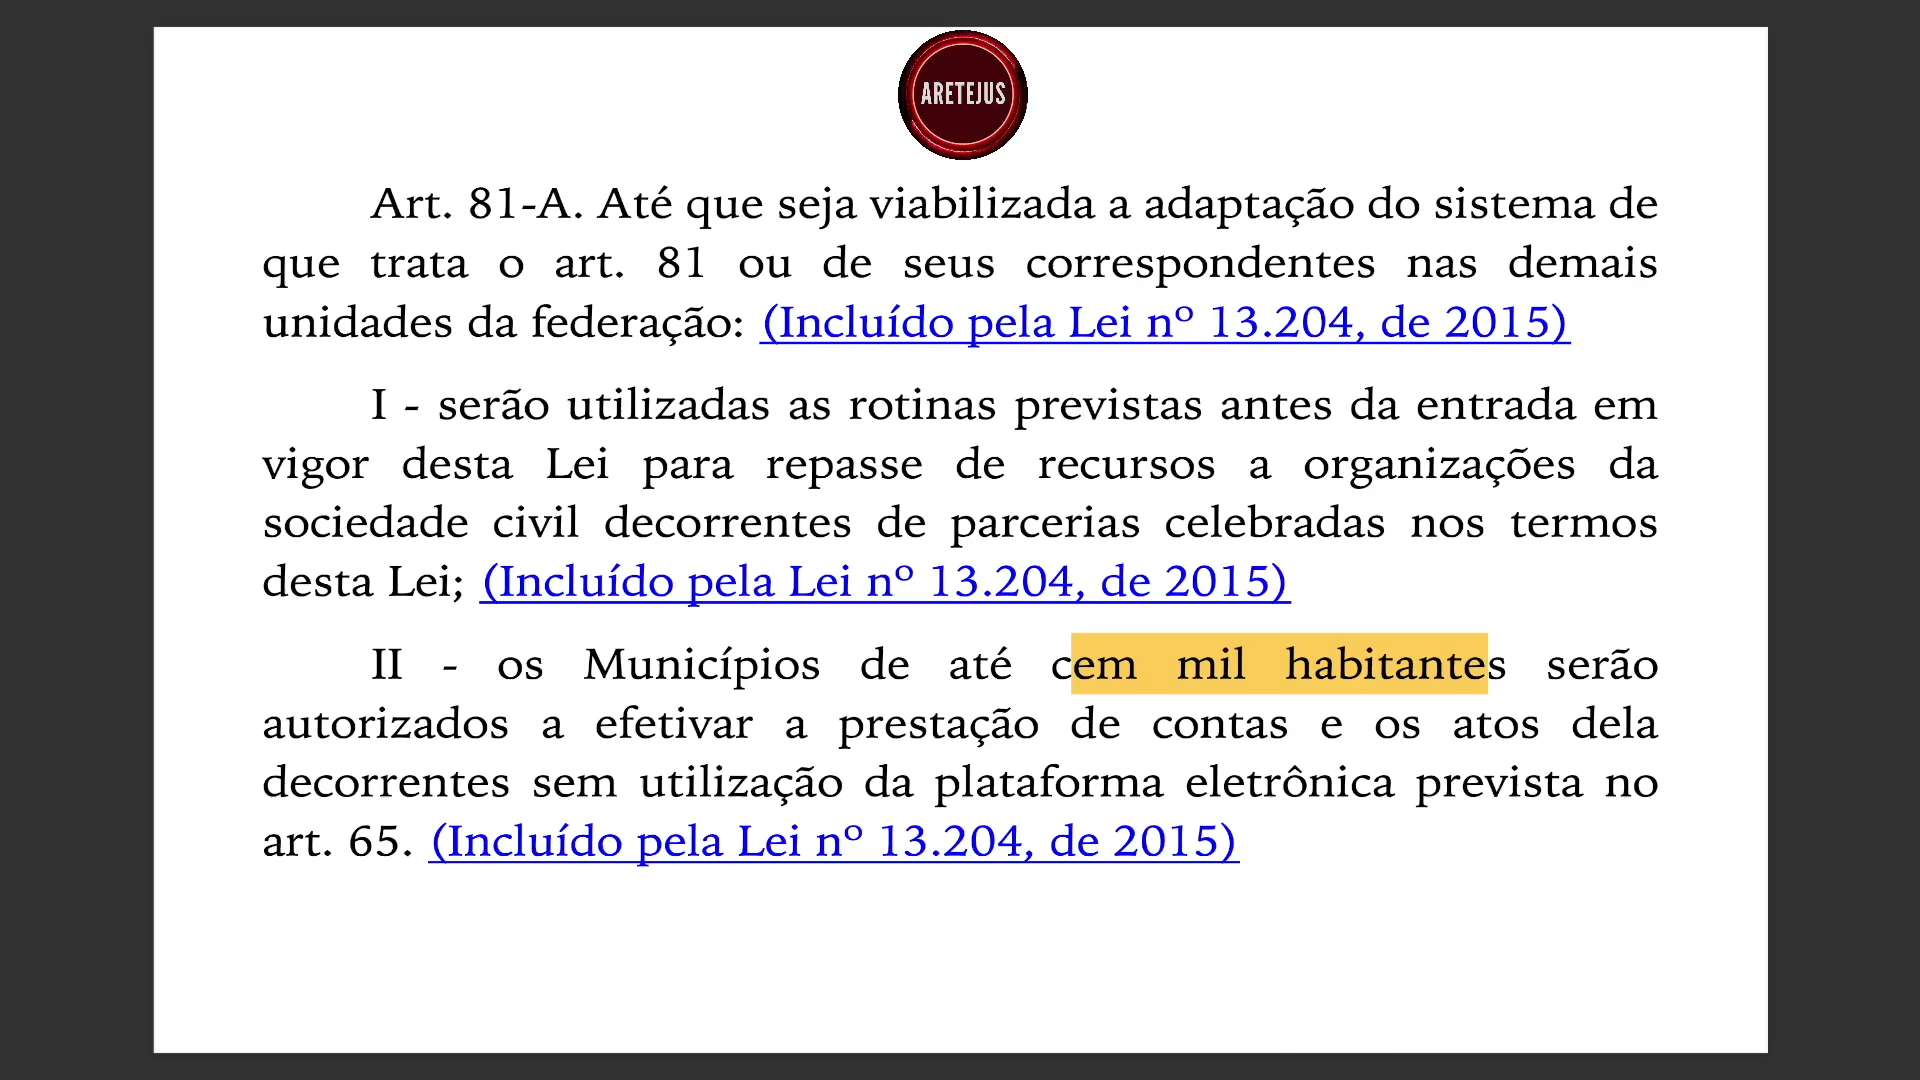 ARETEJUS
Art. 81-A. Até que seja viabilizada a adaptação do sistema de
que trata o art. 81 ou de seus correspondentes nas demais
unidades da federação: (Incluído pela Lei nº 13.204, de 2015)
I - serão utilizadas as rotinas previstas antes da entrada em
vigor desta Lei para repasse de recursos a organizações da
sociedade civil decorrentes de parcerias celebradas nos termos
desta Lei; (Incluído pela Lei nº 13.204, de 2015)
II - os Municípios de até cem mil habitantes serão
autorizados a efetivar a prestação de contas e os atos dela
decorrentes sem utilização da plataforma eletrônica prevista no
art. 65. (Incluído pela Lei nº 13.204, de 2015)